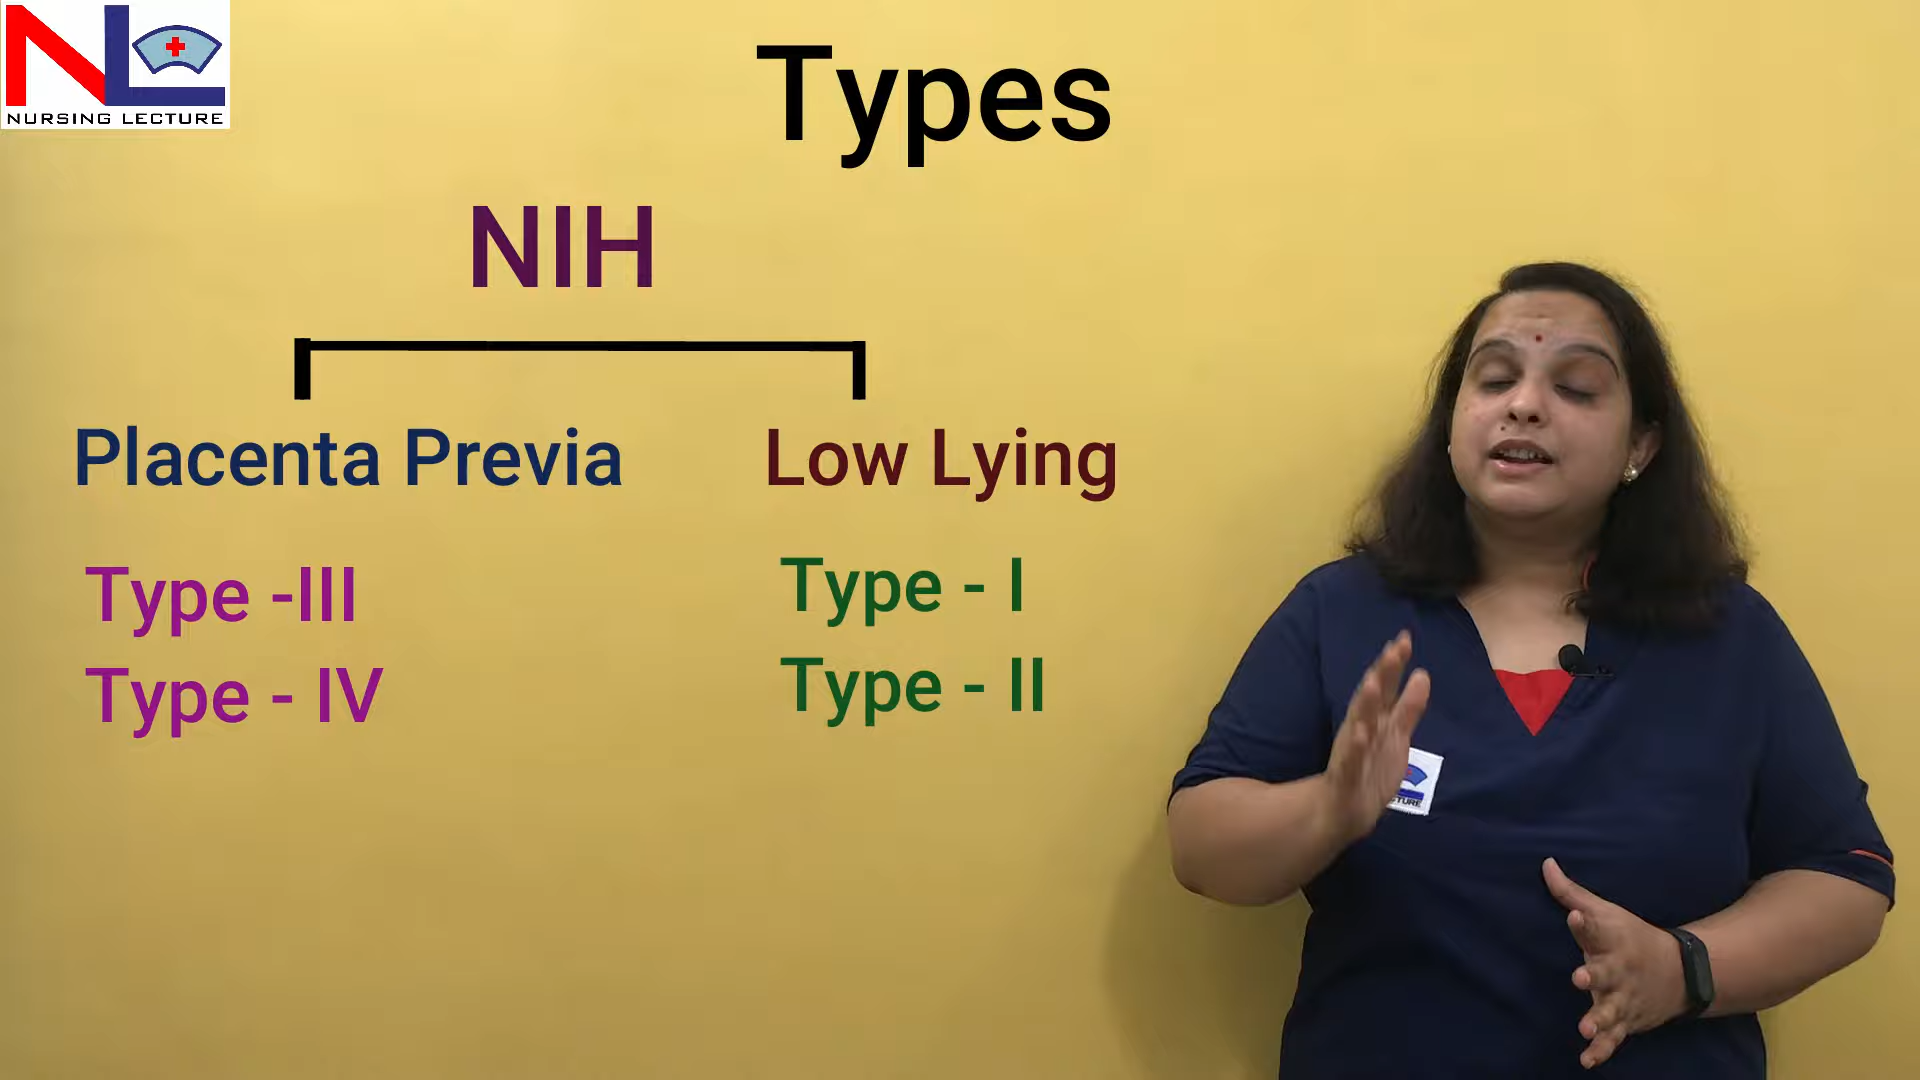 NURSING LECTURE
Types
NIH
Placenta Previa
Low Lying
Type -III
Type - I
Type - IV
Type - II